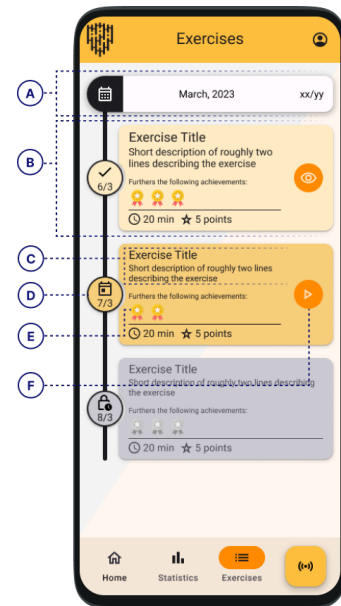 Exercises
A
March, 2023 xx/yy
B
Exercise Title
Short description of roughly two
lines describing the exercise
6/3
Furthers the following achievements:
20 min 5 points
C
Exercise Title
Short description of roughly two lines
describing the exercise
D
7/3
Furthers the following achievements:
E
20 min 5 points
F
Exercise Title
Short description of roughly two lines describing
the exercise
8/3
Furthers the following achievements:
20 min 5 points
Home Statistics Exercises